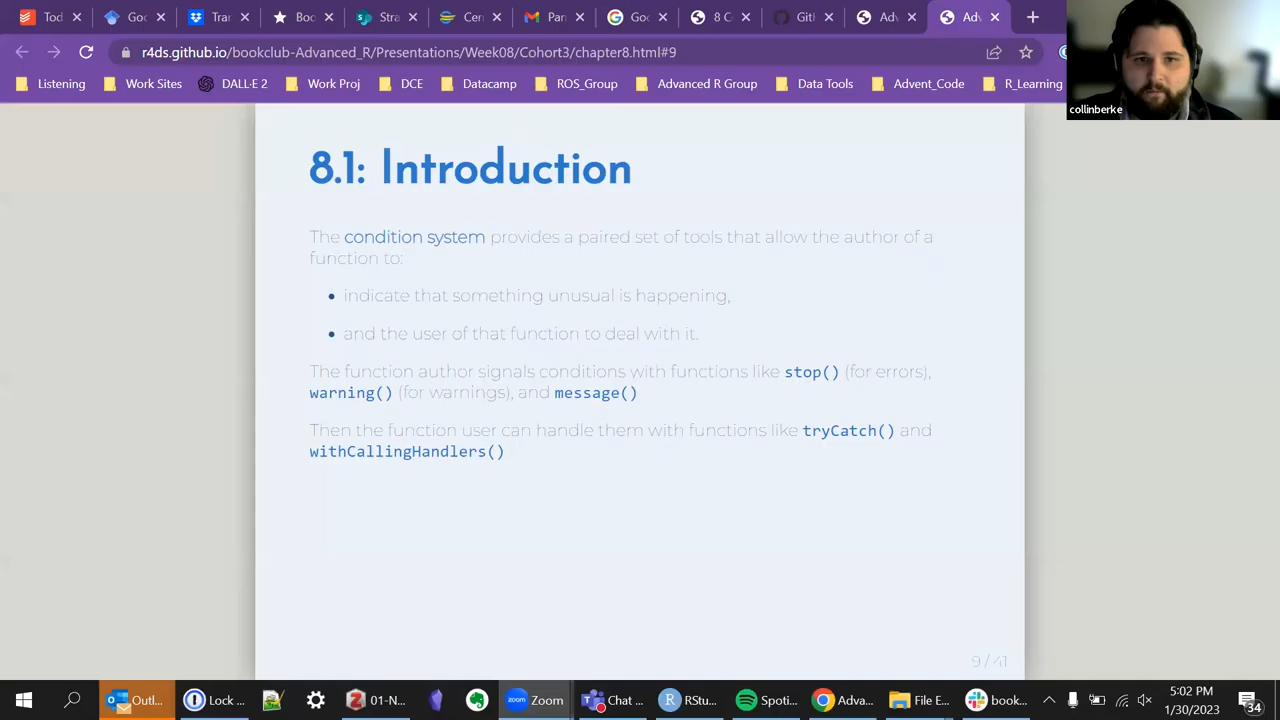 Tod
Goo
Tran
Boo
Stra
Cen
Pan
Goo
8 C
Gith
Adv
Adv
r4ds.github.io/bookclub-Advanced_R/Presentations/Week08/Cohort3/chapter8.html#9
Listening
Work Sites
DALL·E 2
Work Proj
DCE
Datacamp
ROS_Group
Advanced R Group
Data Tools
Advent_Code
R_Learning
collinberke
8.1: Introduction
The condition system provides a paired set of tools that allow the author of a
function to:
indicate that something unusual is happening,
and the user of that function to deal with it.
The function author signals conditions with functions like stop() (for errors),
warning() (for warnings), and message()
Then the function user can handle them with functions like tryCatch() and
withCallingHandlers()
9 / 41
Outl...
Lock ...
01-N...
Zoom
Chat ...
RStu...
Spoti...
Adva...
File E...
book...
5:02 PM
1/30/2023
34